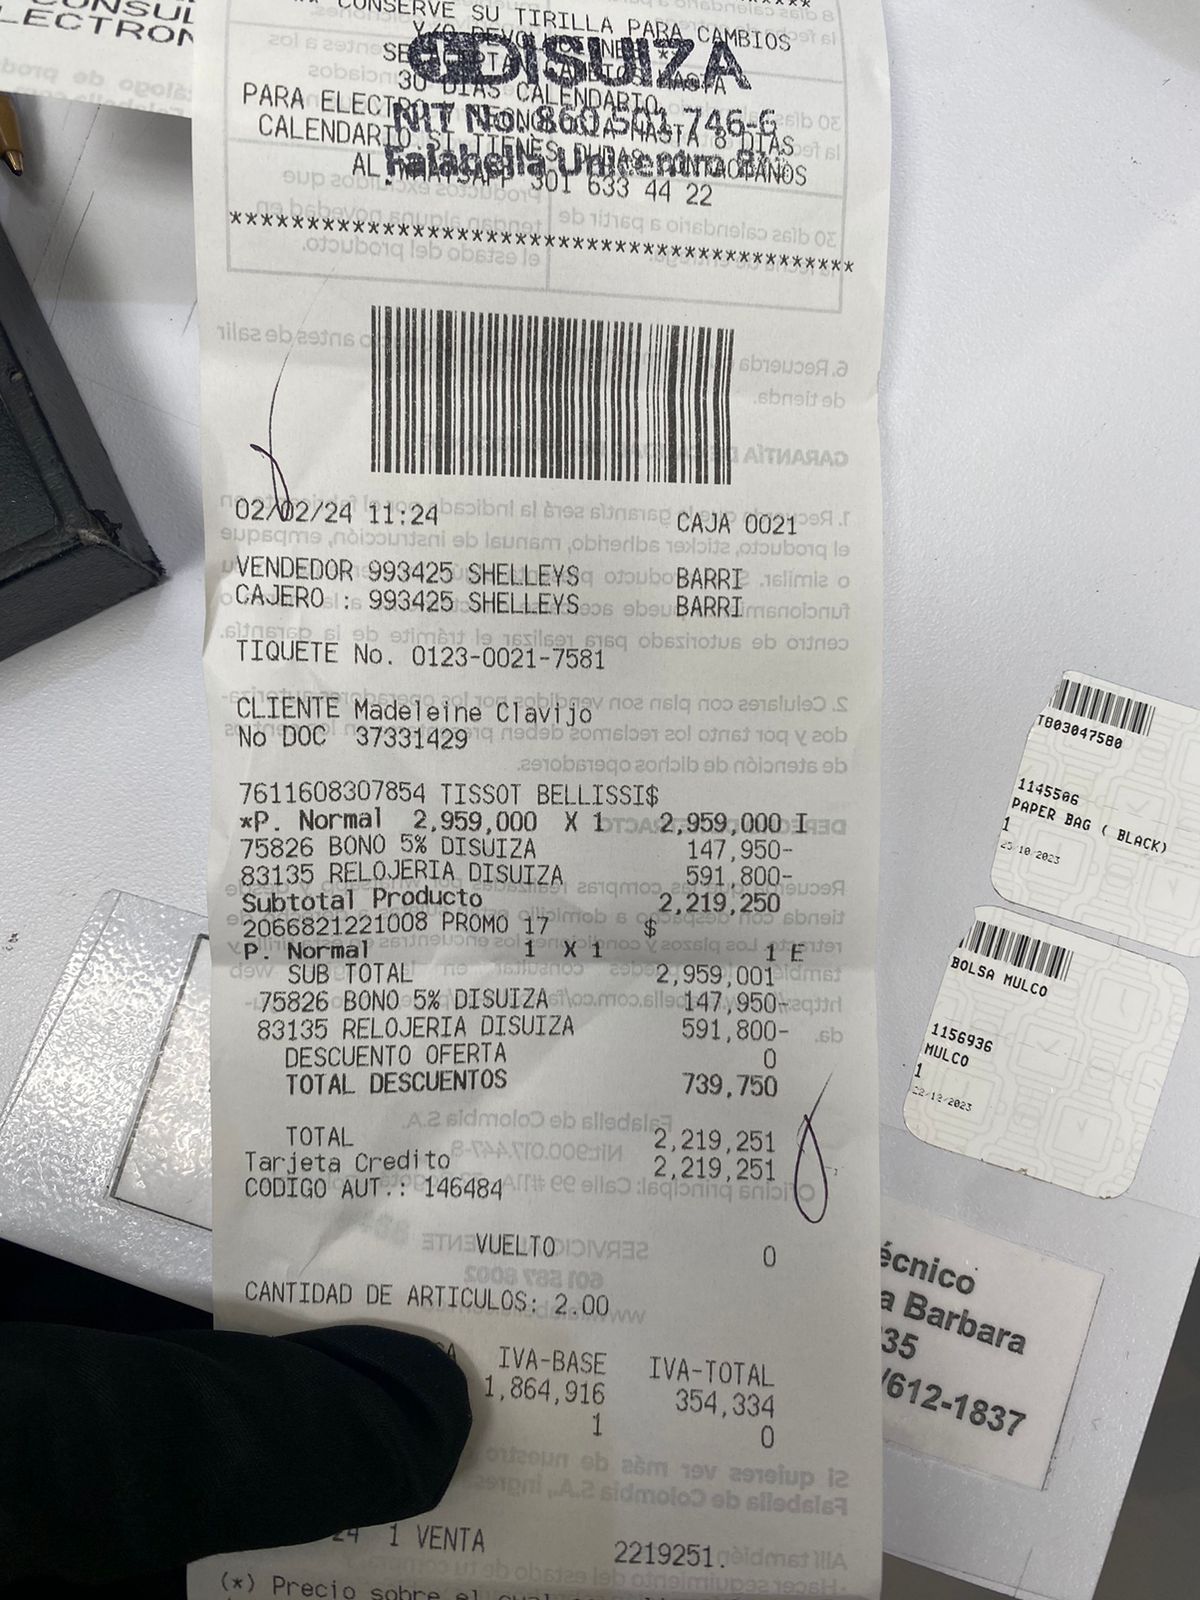 CONSUL
ECTRON
CONSERVE SU TIRILLA PARA CAMBIOS
30 DIAS CALENDARIO.
DISUIZA
NIT No. 860.501.746-6
Falabella Unicentro
301 633 44 22
******************************************
02/02/24 11:24 CAJA 0021
VENDEDOR 993425 SHELLEYS BARRI
CAJERO : 993425 SHELLEYS BARRI
TIQUETE No. 0123-0021-7581
CLIENTE Madeleine Clavijo
No DOC 37331429
7611608307854 TISSOT BELLISSI$
*P. Normal 2,959,000 X 1 2,959,000 I
75826 BONO 5% DISUIZA 147,950-
83135 RELOJERIA DISUIZA 591,800-
Subtotal Producto 2,219,250
2066821221008 PROMO 17 $
P. Normal 1 X 1 1 E
SUB TOTAL 2,959,001
75826 BONO 5% DISUIZA 147,950-
83135 RELOJERIA DISUIZA 591,800-
DESCUENTO OFERTA 0
TOTAL DESCUENTOS 739,750
TOTAL 2,219,251
Tarjeta Credito 2,219,251
CODIGO AUT.: 146484
VUELTO 0
CANTIDAD DE ARTICULOS: 2.00
IVA-BASE IVA-TOTAL
1,864,916 354,334
1 0
24 1 VENTA 2219251.
(*) Precio sobre el cual
TB03047580
1145506
PAPER BAG ( BLACK)
1
BOLSA MULCO
1156936
MULCO
1
écnico
a Barbara
35
/612-1837